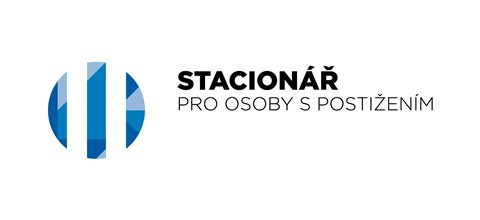 STACIONÁŘ
PRO OSOBY S POSTIŽENÍM